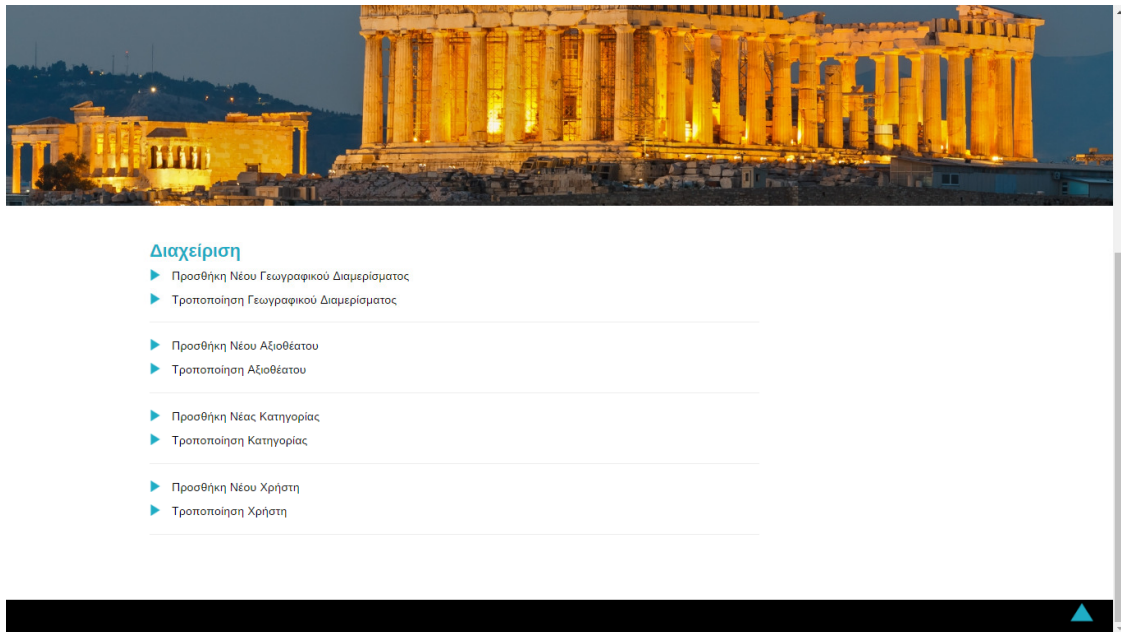 Διαχείριση
Προσθήκη Νέου Γεωγραφικού Διαμερίσματος
Τροποποίηση Γεωγραφικού Διαμερίσματος
Προσθήκη Νέου Αξιοθέατου
Τροποποίηση Αξιοθέατου
Προσθήκη Νέας Κατηγορίας
Τροποποίηση Κατηγορίας
Προσθήκη Νέου Χρήστη
Τροποποίηση Χρήστη